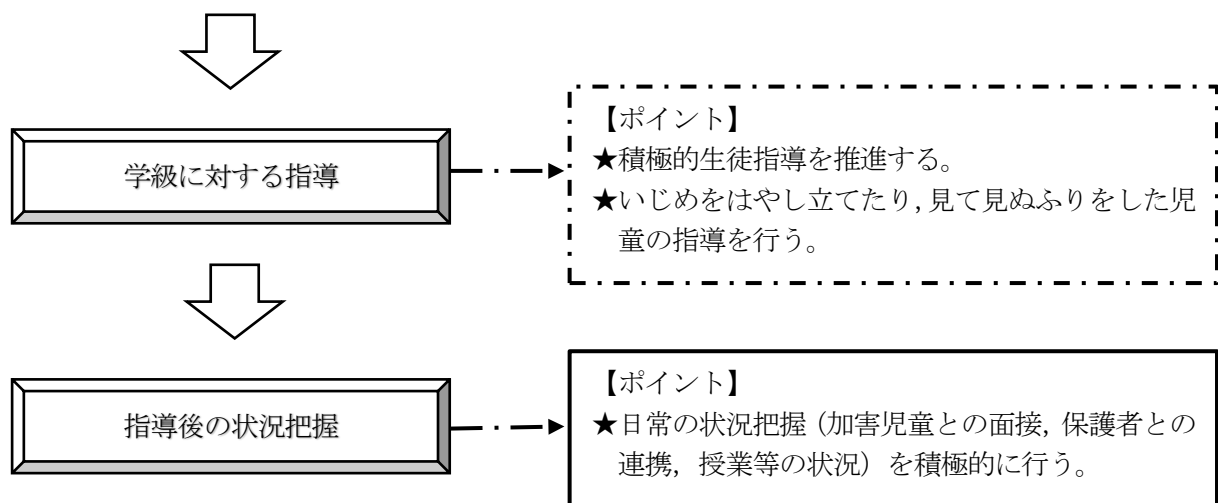 学級に対する指導
【ポイント】
★積極的生徒指導を推進する。
★いじめをはやし立てたり,見て見ぬふりをした児
童の指導を行う。
指導後の状況把握
【ポイント】
★日常の状況把握（加害児童との面接,保護者との
連携，授業等の状況）を積極的に行う。